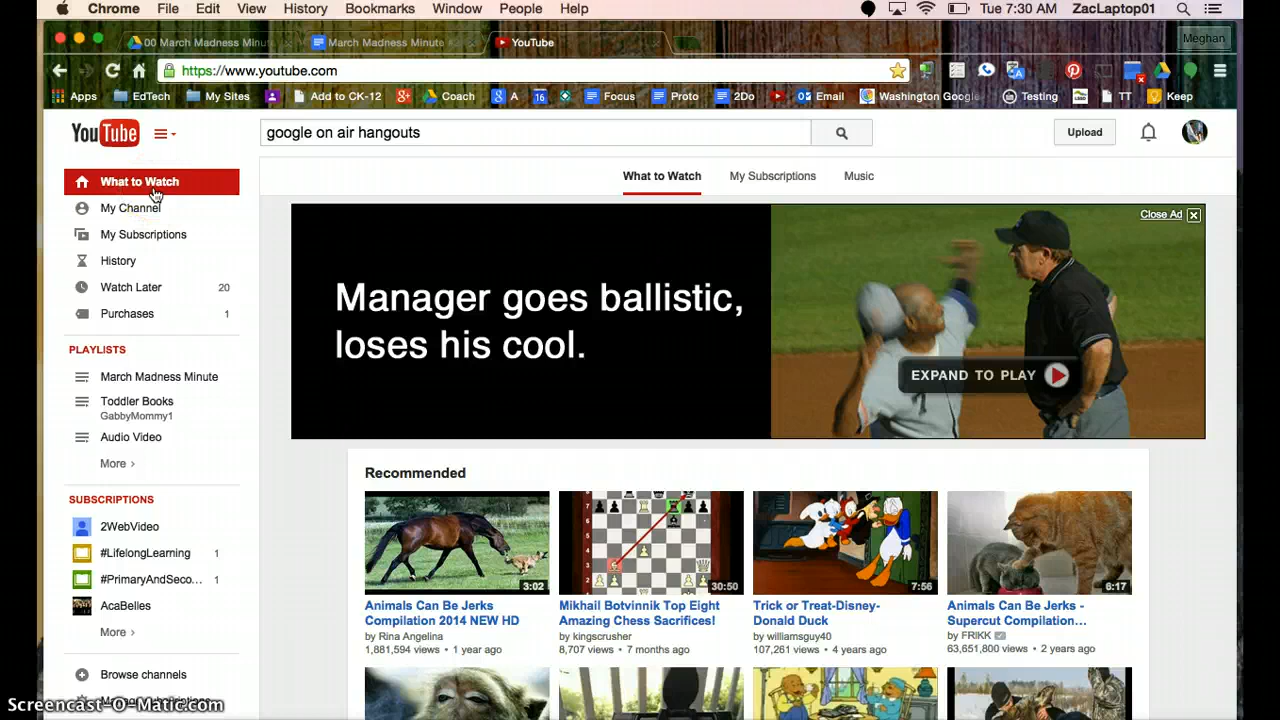 Chrome File Edit View History Bookmarks Window People Help Tue 7:30 AM ZacLaptop01
00 March Madness Minute March Madness Minute YouTube Meghan
https://www.youtube.com
Apps EdTech My Sites Add to CK-12 Coach A 16 Focus Proto 2Do Email Washington Goog Testing TT Keep
YouTube google on air hangouts Upload
What to Watch My Subscriptions Music
What to Watch
My Channel
My Subscriptions
History
Watch Later 20
Purchases 1
PLAYLISTS
March Madness Minute
Toddler Books
GabbyMommy1
Audio Video
More ›
SUBSCRIPTIONS
2WebVideo
#LifelongLearning 1
#PrimaryAndSeco... 1
AcaBelles
More ›
Browse channels
Close Ad
Manager goes ballistic,
loses his cool.
EXPAND TO PLAY
Recommended
3:02
Animals Can Be Jerks
Compilation 2014 NEW HD
by Rina Angelina
1,881,594 views • 1 year ago
30:50
Mikhail Botvinnik Top Eight
Amazing Chess Sacrifices!
by kingscrusher
8,707 views • 7 months ago
7:56
Trick or Treat-Disney-
Donald Duck
by williamsguy40
107,261 views • 4 years ago
6:17
Animals Can Be Jerks -
Supercut Compilation...
by FRIKK
63,651,800 views • 2 years ago
Screencast-O-Matic.com